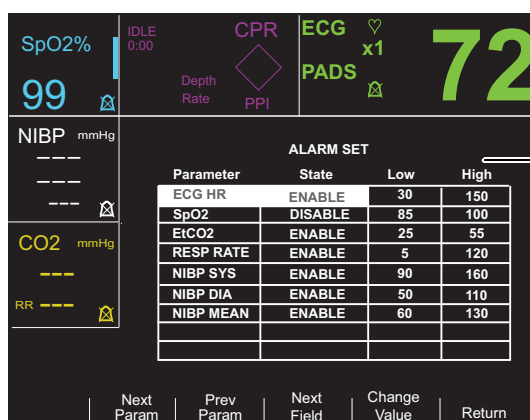 SpO2%
99
IDLE
0:00
CPR
Depth
Rate
PPI
ECG
x1
PADS
72
NIBP mmHg
---
---
---
CO2 mmHg
---
RR ---
ALARM SET
Parameter State Low High
ECG HR ENABLE 30 150
SpO2 DISABLE 85 100
EtCO2 ENABLE 25 55
RESP RATE ENABLE 5 120
NIBP SYS ENABLE 90 160
NIBP DIA ENABLE 50 110
NIBP MEAN ENABLE 60 130
Next Param
Prev Param
Next Field
Change Value
Return